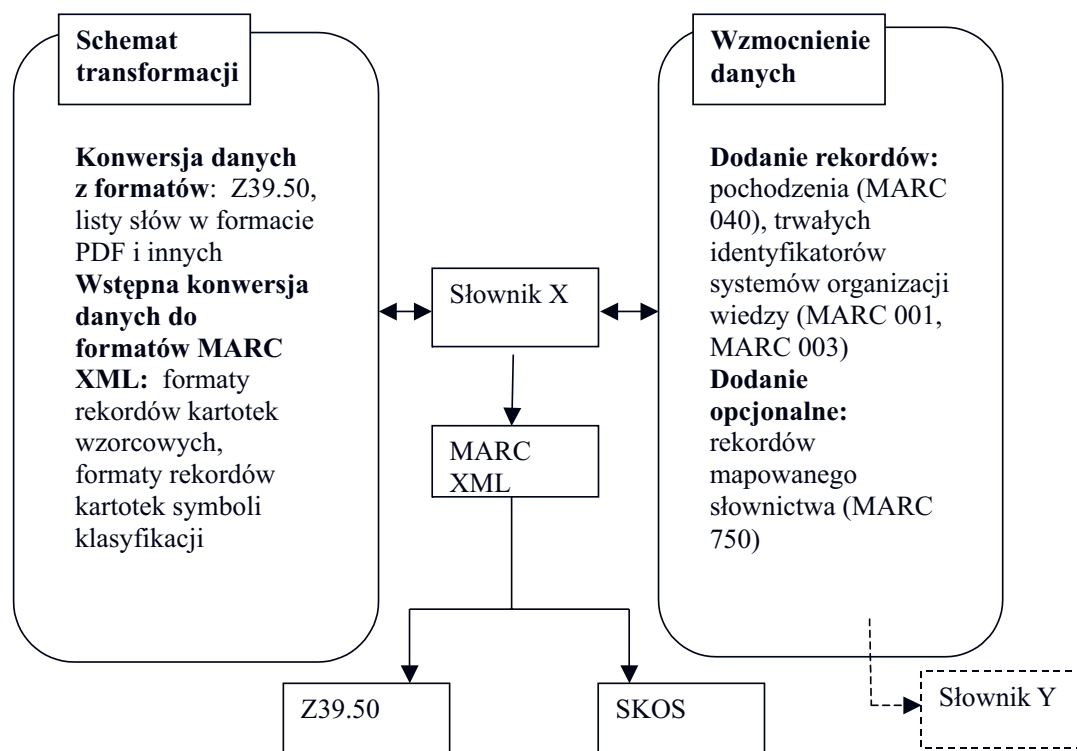 Schemat
transformacji
Konwersja danych
z formatów: Z39.50,
listy słów w formacie
PDF i innych
Wstępna konwersja
danych do
formatów MARC
XML: formaty
rekordów kartotek
wzorcowych,
formaty rekordów
kartotek symboli
klasyfikacji
Słownik X
MARC
XML
Wzmocnienie
danych
Dodanie rekordów:
pochodzenia (MARC
040), trwałych
identyfikatorów
systemów organizacji
wiedzy (MARC 001,
MARC 003)
Dodanie
opcjonalne:
rekordów
mapowanego
słownictwa (MARC
750)
Z39.50
SKOS
Słownik Y